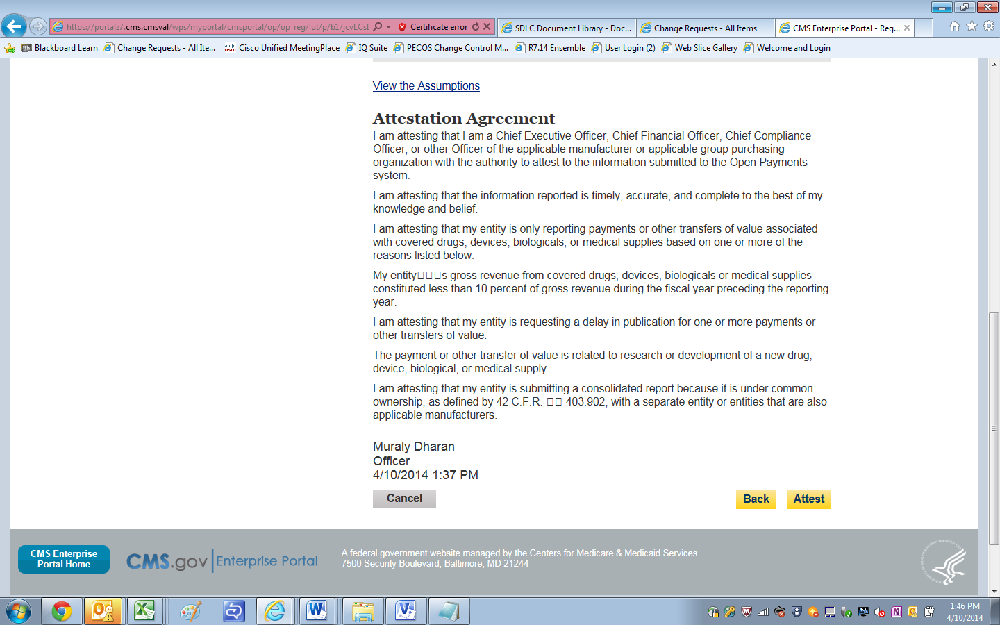 https://portalz7.cms.cmsval/wps/myportal/cmsportal/op/op_reg/!ut/p/b1/jcvLCsI
Certificate error
SDLC Document Library - Doc...
Change Requests - All Items
CMS Enterprise Portal - Reg...
Bb Blackboard Learn
Change Requests - All Ite...
cisco Cisco Unified MeetingPlace
IQ Suite
PECOS Change Control M...
R7.14 Ensemble
User Login (2)
Web Slice Gallery
Welcome and Login
View the Assumptions
Attestation Agreement
I am attesting that I am a Chief Executive Officer, Chief Financial Officer, Chief Compliance
Officer, or other Officer of the applicable manufacturer or applicable group purchasing
organization with the authority to attest to the information submitted to the Open Payments
system.
I am attesting that the information reported is timely, accurate, and complete to the best of my
knowledge and belief.
I am attesting that my entity is only reporting payments or other transfers of value associated
with covered drugs, devices, biologicals, or medical supplies based on one or more of the
reasons listed below.
My entity□□□s gross revenue from covered drugs, devices, biologicals or medical supplies
constituted less than 10 percent of gross revenue during the fiscal year preceding the reporting
year.
I am attesting that my entity is requesting a delay in publication for one or more payments or
other transfers of value.
The payment or other transfer of value is related to research or development of a new drug,
device, biological, or medical supply.
I am attesting that my entity is submitting a consolidated report because it is under common
ownership, as defined by 42 C.F.R. □□ 403.902, with a separate entity or entities that are also
applicable manufacturers.
Muraly Dharan
Officer
4/10/2014 1:37 PM
Cancel
Back
Attest
CMS Enterprise
Portal Home
CMS.gov
Enterprise Portal
A federal government website managed by the Centers for Medicare & Medicaid Services
7500 Security Boulevard, Baltimore, MD 21244
1:46 PM
4/10/2014